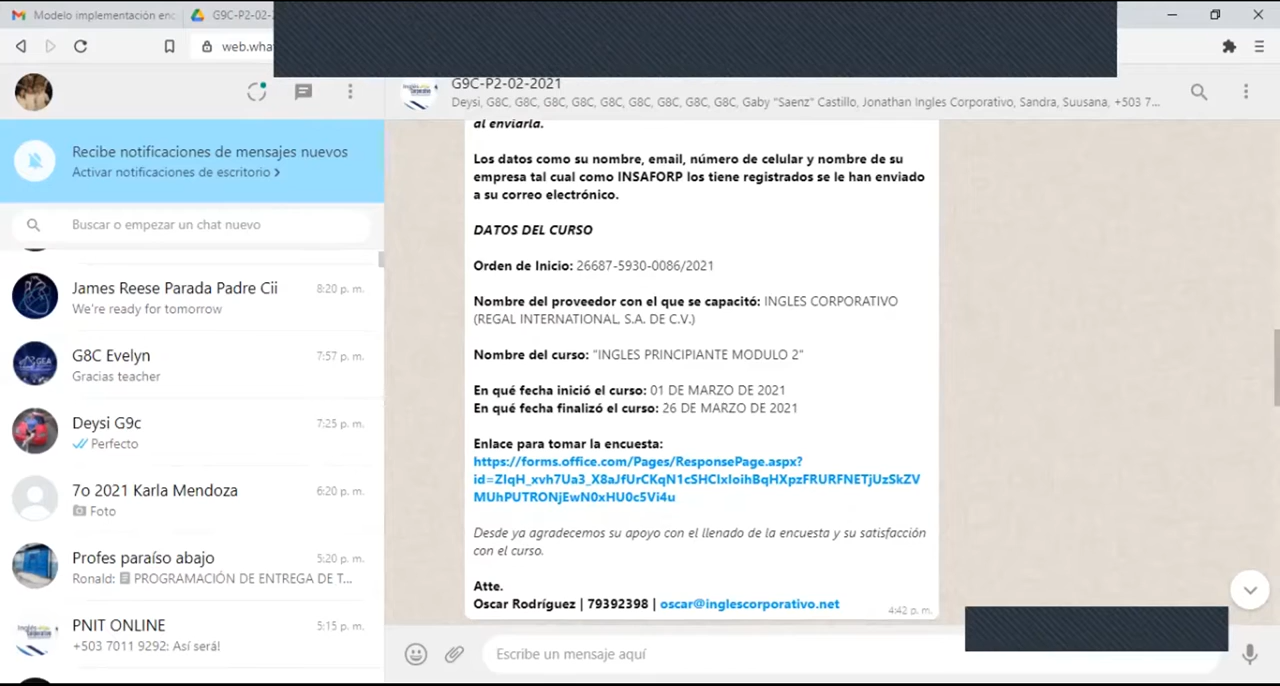 Modelo implementación enc
G9C-P2-02-2
web.wha
G9C-P2-02-2021
Deysi, G8C, G8C, G8C, G8C, G8C, G8C, G8C, G8C, G8C, Gaby "Saenz" Castillo, Jonathan Ingles Corporativo, Sandra, Suusana, +503 7...
Recibe notificaciones de mensajes nuevos
Activar notificaciones de escritorio >
Buscar o empezar un chat nuevo
James Reese Parada Padre Cii 8:20 p. m.
We're ready for tomorrow
G8C Evelyn 7:57 p. m.
Gracias teacher
Deysi G9c 7:25 p. m.
Perfecto
7o 2021 Karla Mendoza 6:20 p. m.
Foto
Profes paraíso abajo 5:20 p. m.
Ronald: PROGRAMACIÓN DE ENTREGA DE T...
PNIT ONLINE 5:15 p. m.
+503 7011 9292: Así será!
al enviarla.
Los datos como su nombre, email, número de celular y nombre de su
empresa tal cual como INSAFORP los tiene registrados se le han enviado
a su correo electrónico.
DATOS DEL CURSO
Orden de Inicio: 26687-5930-0086/2021
Nombre del proveedor con el que se capacitó: INGLES CORPORATIVO
(REGAL INTERNATIONAL, S.A. DE C.V.)
Nombre del curso: "INGLES PRINCIPIANTE MODULO 2"
En qué fecha inició el curso: 01 DE MARZO DE 2021
En qué fecha finalizó el curso: 26 DE MARZO DE 2021
Enlace para tomar la encuesta:
https://forms.office.com/Pages/ResponsePage.aspx?
id=ZIqH_xvh7Ua3_X8aJfUrCKqN1cSHCIxIoihBqHXpzFRURFNETjUzSkZV
MUhPUTRONjEwN0xHU0c5Vi4u
Desde ya agradecemos su apoyo con el llenado de la encuesta y su satisfacción
con el curso.
Atte.
Oscar Rodríguez | 79392398 | oscar@inglescorporativo.net
4:42 p. m.
Escribe un mensaje aquí